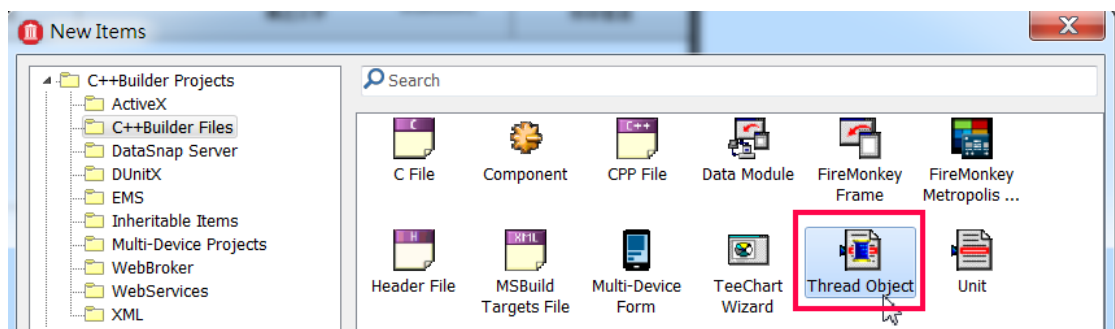 New Items
X
C++Builder Projects
ActiveX
C++Builder Files
DataSnap Server
DUnitX
EMS
Inheritable Items
Multi-Device Projects
WebBroker
WebServices
XML
Search
C
C++
C File
Component
CPP File
Data Module
FireMonkey
Frame
FireMonkey
Metropolis ...
H
XML
Header File
MSBuild
Targets File
Multi-Device
Form
TeeChart
Wizard
Thread Object
Unit